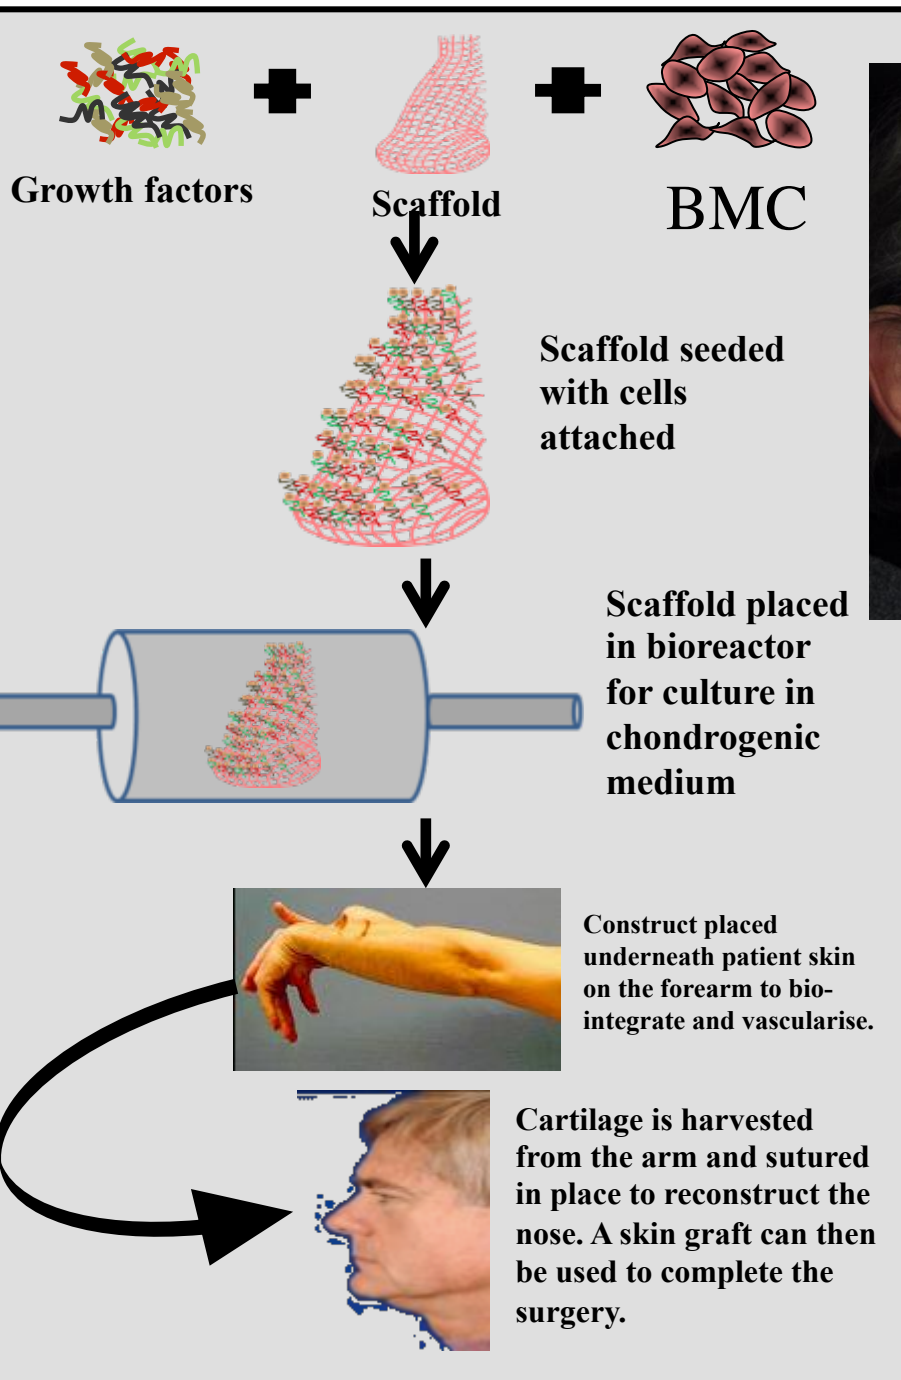 Growth factors
Scaffold
BMC
Scaffold seeded
with cells
attached
Scaffold placed
in bioreactor
for culture in
chondrogenic
medium
Construct placed
underneath patient skin
on the forearm to bio-
integrate and vascularise.
Cartilage is harvested
from the arm and sutured
in place to reconstruct the
nose. A skin graft can then
be used to complete the
surgery.